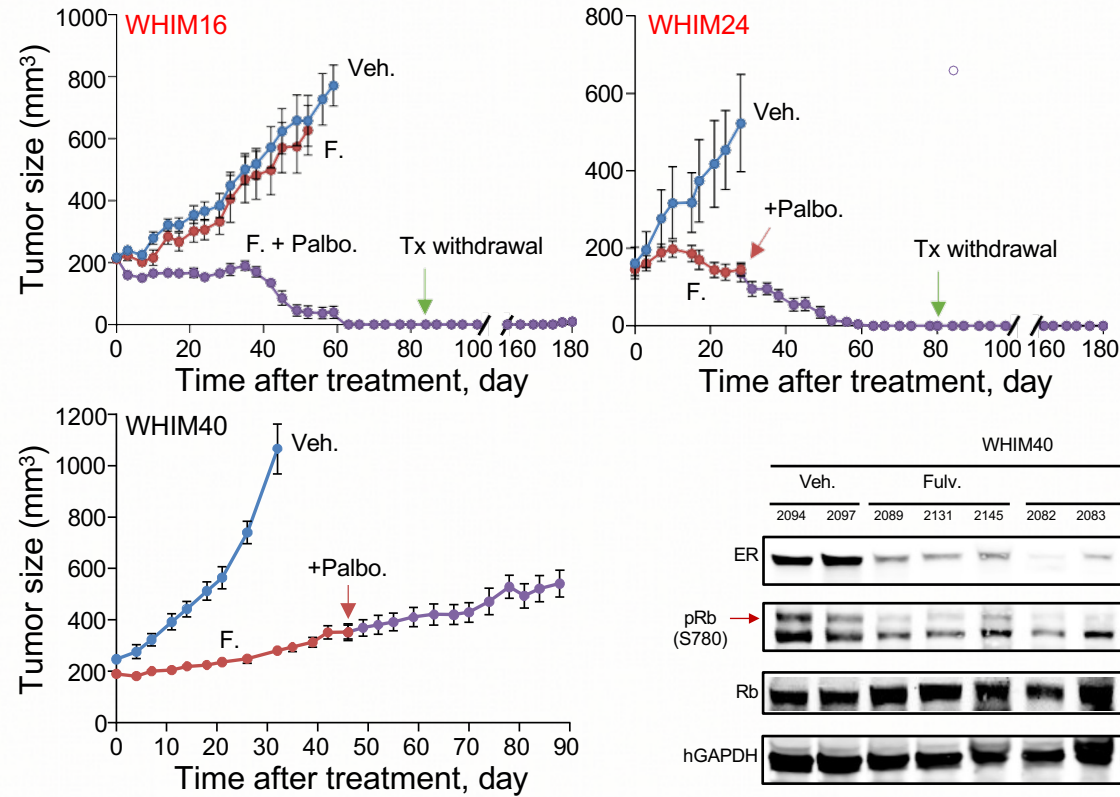 WHIM16
Tumor size (mm³)
1000
800
600
400
200
0
Veh.
F.
F. + Palbo.
Tx withdrawal
0 20 40 60 80 100 160 180
Time after treatment, day
WHIM24
800
600
400
200
0
Veh.
+Palbo.
F.
Tx withdrawal
0 20 40 60 80 100 160 180
Time after treatment, day
WHIM40
Tumor size (mm³)
1200
1000
800
600
400
200
0
Veh.
+Palbo.
F.
0 10 20 30 40 50 60 70 80 90
Time after treatment, day
WHIM40
Veh. Fulv.
2094 2097 2089 2131 2145 2082 2083
ER
pRb
(S780)
Rb
hGAPDH